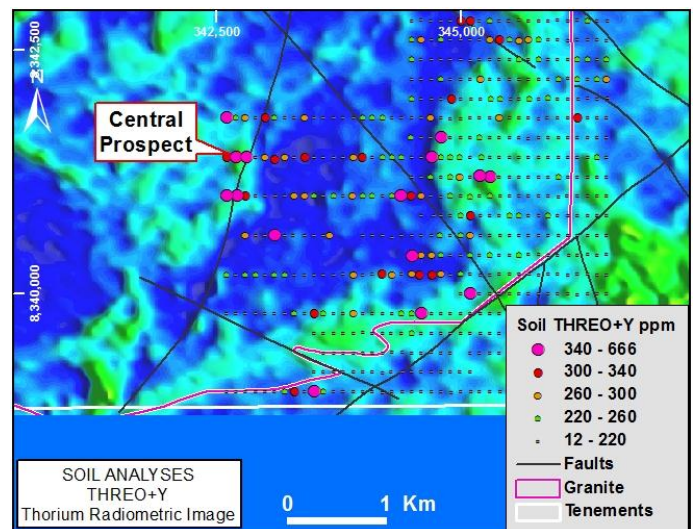 342,500
345,000
8,342,500
N
Central
Prospect
8,340,000
Soil THREO+Y ppm
340 - 666
300 - 340
260 - 300
220 - 260
12 - 220
Faults
Granite
Tenements
SOIL ANALYSES
THREO+Y
Thorium Radiometric Image
0 1 Km